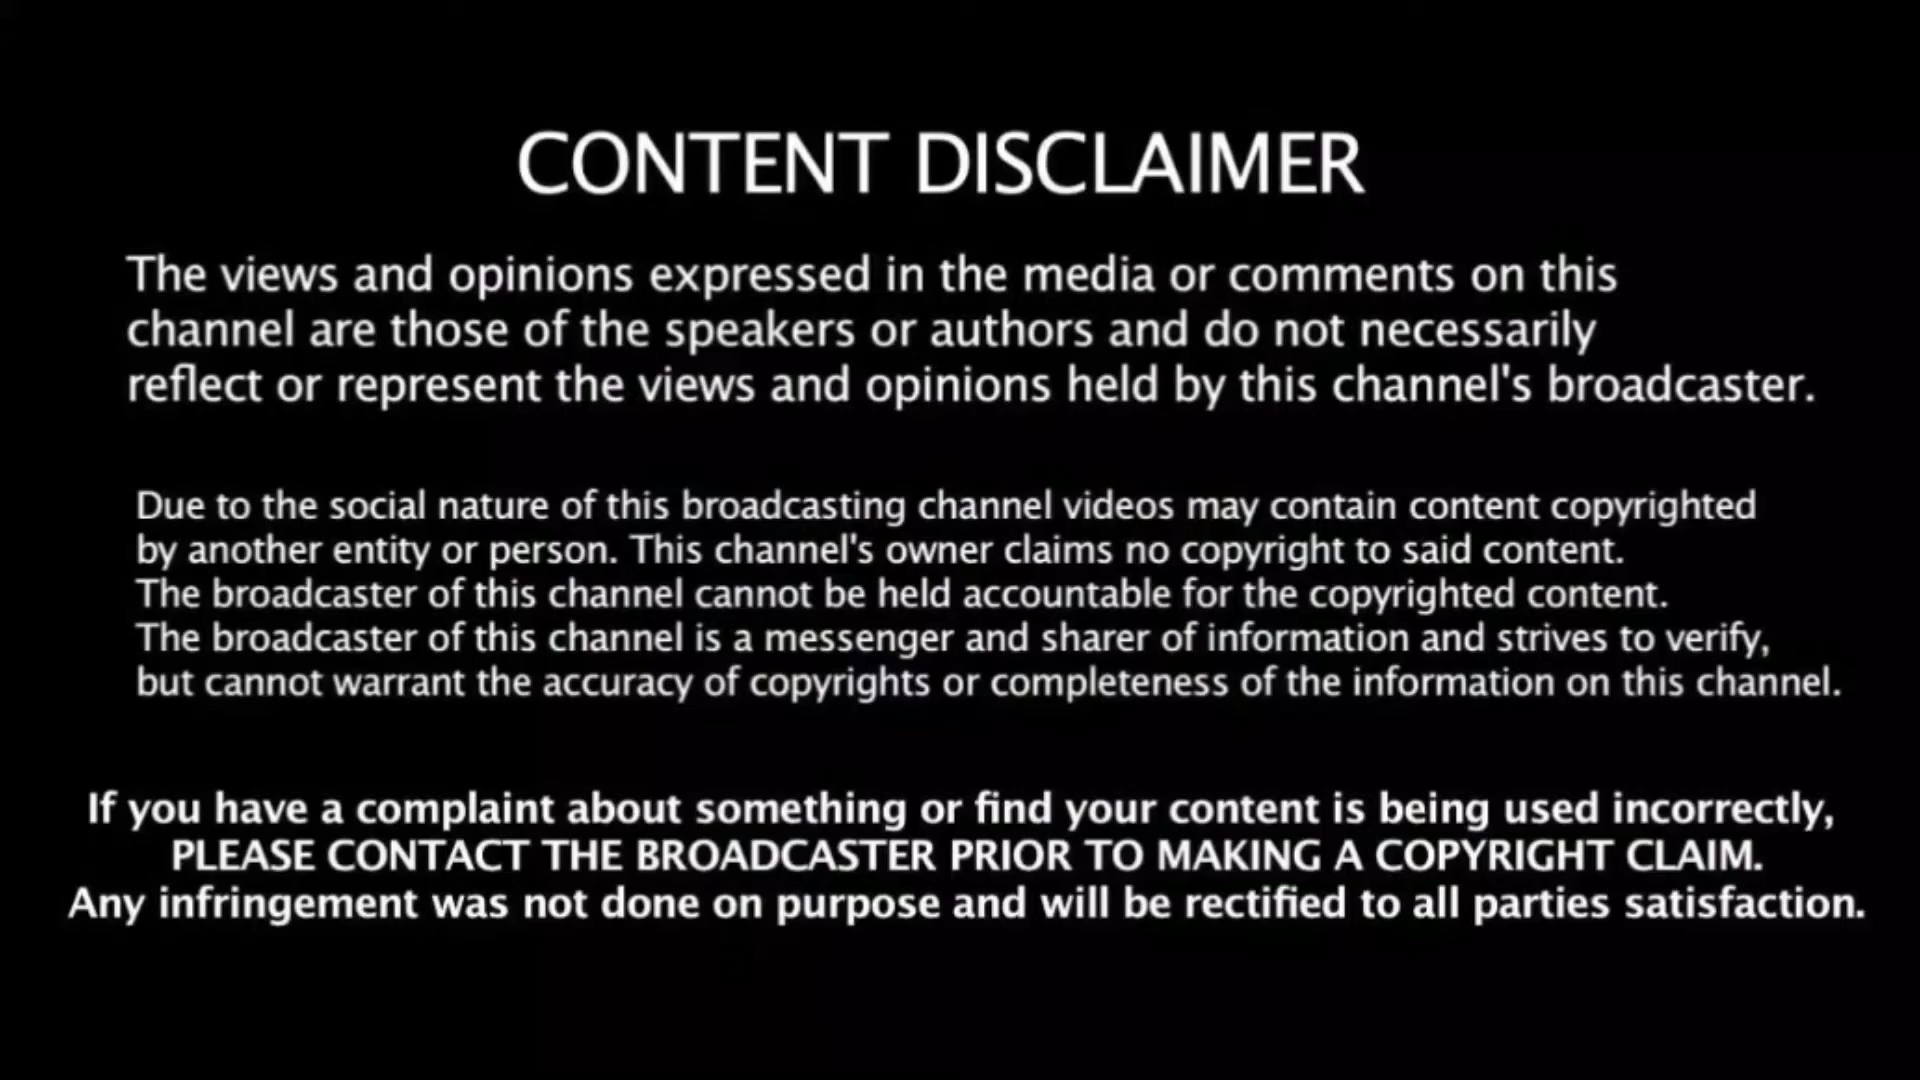 CONTENT DISCLAIMER
The views and opinions expressed in the media or comments on this
channel are those of the speakers or authors and do not necessarily
reflect or represent the views and opinions held by this channel's broadcaster.
Due to the social nature of this broadcasting channel videos may contain content copyrighted
by another entity or person. This channel's owner claims no copyright to said content.
The broadcaster of this channel cannot be held accountable for the copyrighted content.
The broadcaster of this channel is a messenger and sharer of information and strives to verify,
but cannot warrant the accuracy of copyrights or completeness of the information on this channel.
If you have a complaint about something or find your content is being used incorrectly,
PLEASE CONTACT THE BROADCASTER PRIOR TO MAKING A COPYRIGHT CLAIM.
Any infringement was not done on purpose and will be rectified to all parties satisfaction.